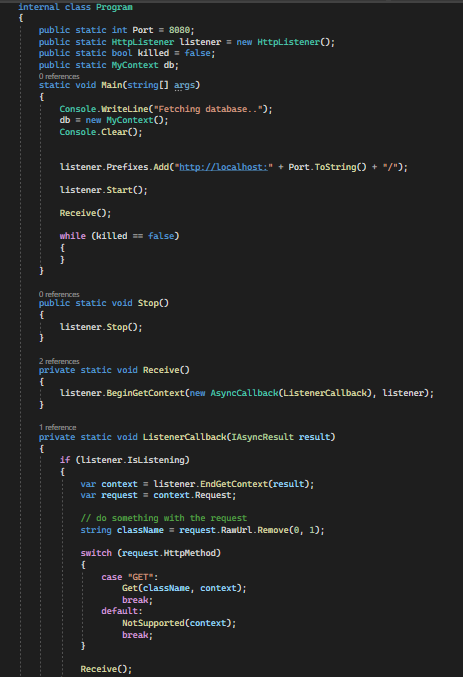 internal class Program
{
public static int Port = 8080;
public static HttpListener listener = new HttpListener();
public static bool killed = false;
public static MyContext db;
0 references
static void Main(string[] args)
{
Console.WriteLine("Fetching database..");
db = new MyContext();
Console.Clear();
listener.Prefixes.Add("http://localhost:" + Port.ToString() + "/");
listener.Start();
Receive();
while (killed == false)
{
}
}
0 references
public static void Stop()
{
listener.Stop();
}
2 references
private static void Receive()
{
listener.BeginGetContext(new AsyncCallback(ListenerCallback), listener);
}
1 reference
private static void ListenerCallback(IAsyncResult result)
{
if (listener.IsListening)
{
var context = listener.EndGetContext(result);
var request = context.Request;
// do something with the request
string className = request.RawUrl.Remove(0, 1);
switch (request.HttpMethod)
{
case "GET":
Get(className, context);
break;
default:
NotSupported(context);
break;
}
Receive();